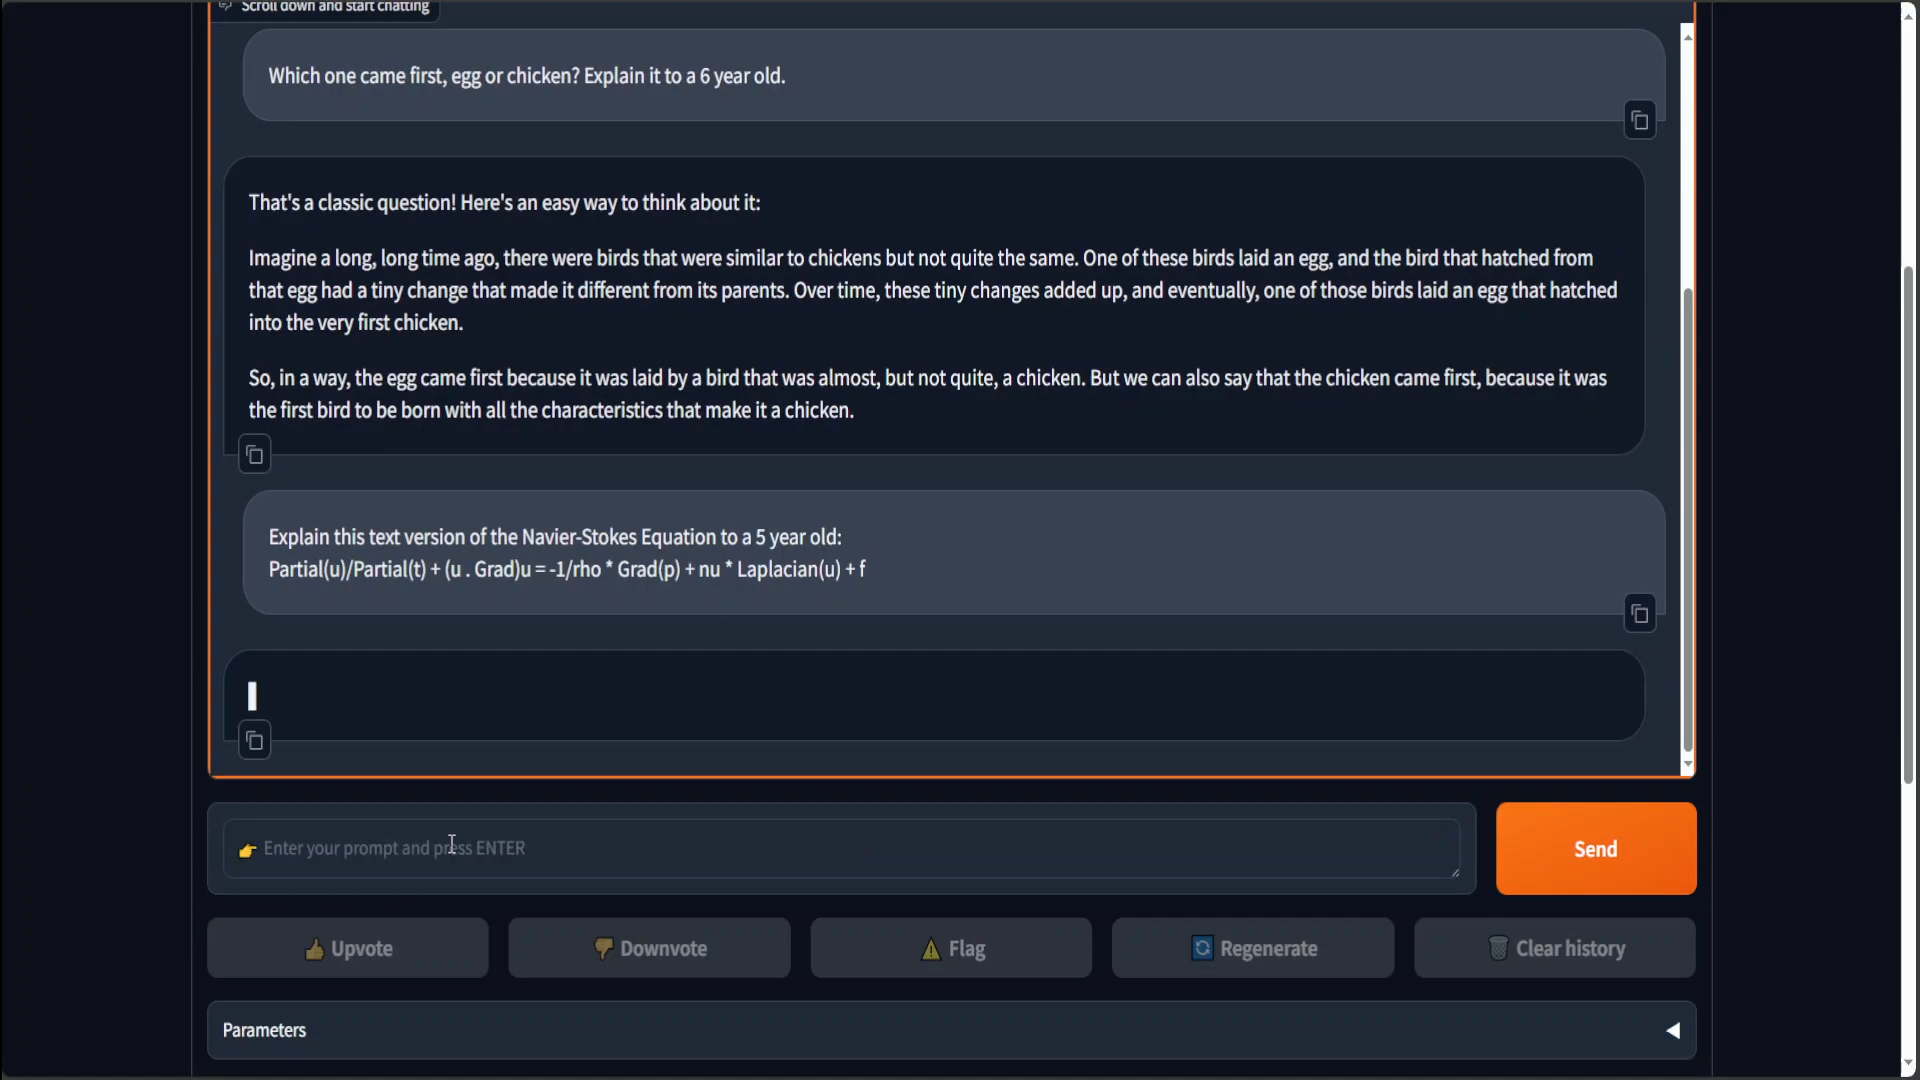 Scroll down and start chatting
Which one came first, egg or chicken? Explain it to a 6 year old.
That's a classic question! Here's an easy way to think about it:
Imagine a long, long time ago, there were birds that were similar to chickens but not quite the same. One of these birds laid an egg, and the bird that hatched from
that egg had a tiny change that made it different from its parents. Over time, these tiny changes added up, and eventually, one of those birds laid an egg that hatched
into the very first chicken.
So, in a way, the egg came first because it was laid by a bird that was almost, but not quite, a chicken. But we can also say that the chicken came first, because it was
the first bird to be born with all the characteristics that make it a chicken.
Explain this text version of the Navier-Stokes Equation to a 5 year old:
Partial(u)/Partial(t) + (u . Grad)u = -1/rho * Grad(p) + nu * Laplacian(u) + f
👉 Enter your prompt and press ENTER
Send
Upvote
Downvote
Flag
Regenerate
Clear history
Parameters